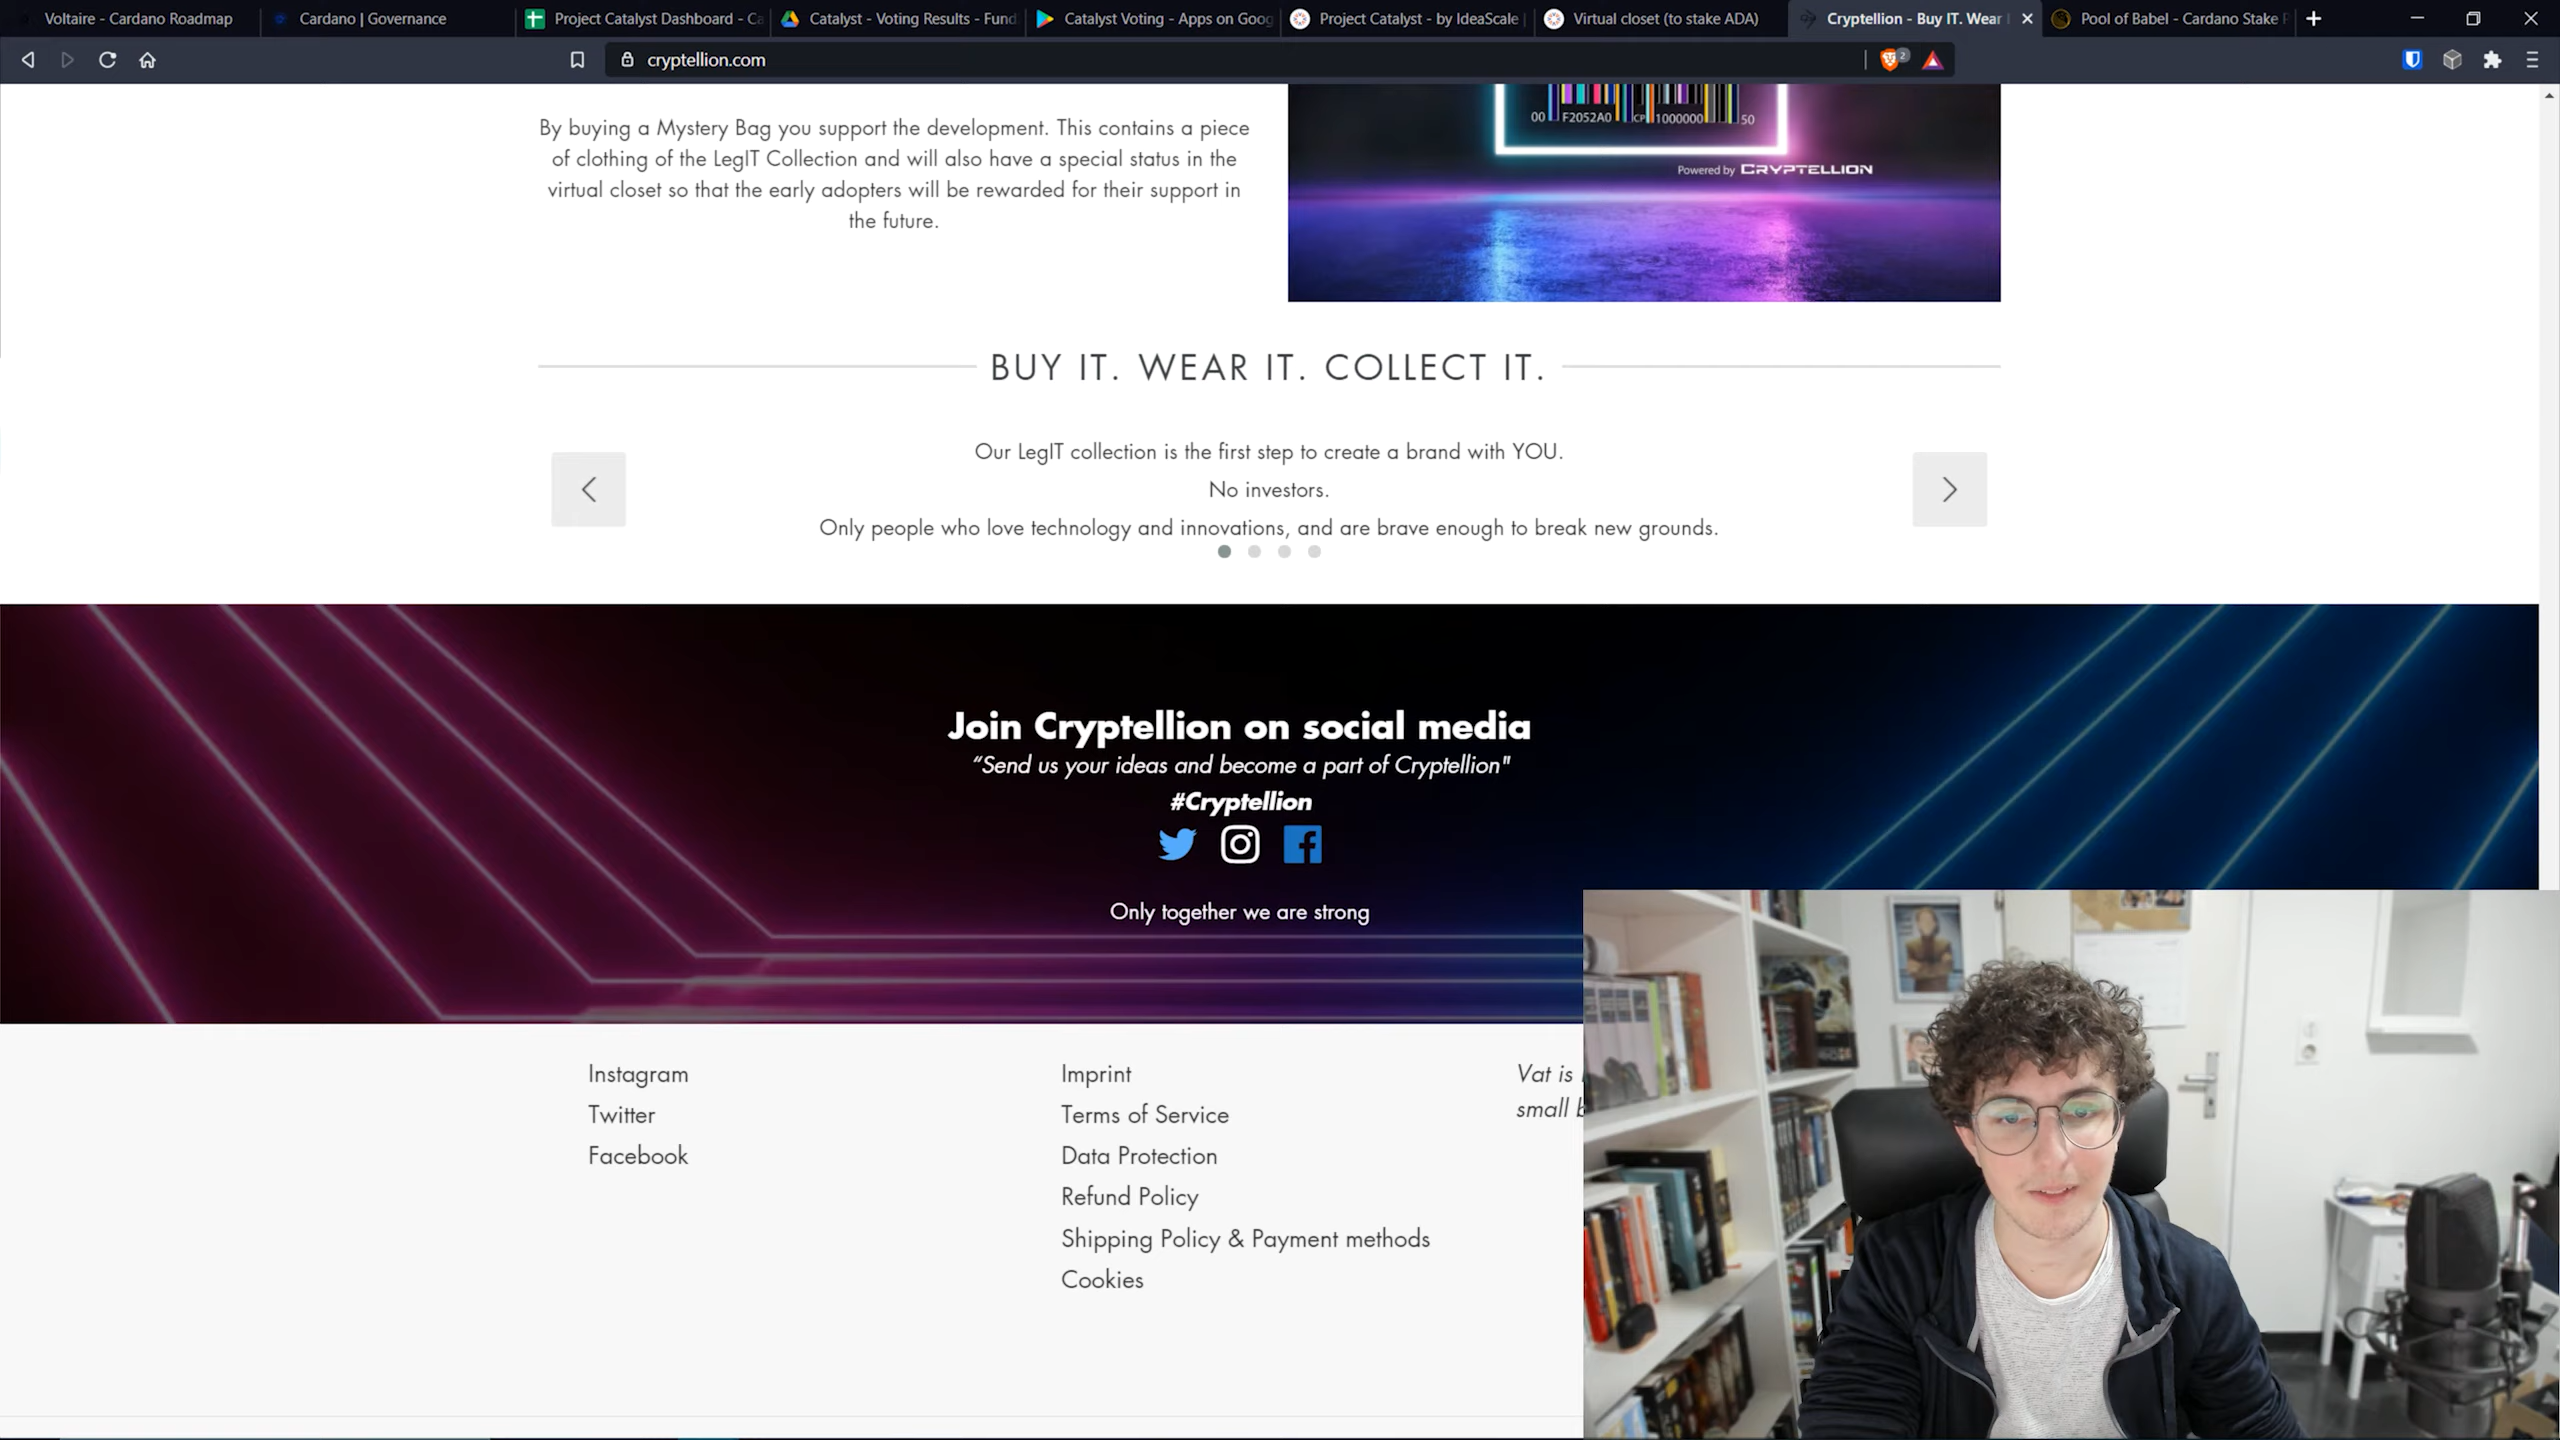 Voltaire - Cardano Roadmap
Cardano | Governance
Project Catalyst Dashboard - Ca
Catalyst - Voting Results - Fund
Catalyst Voting - Apps on Goog
Project Catalyst - by IdeaScale
Virtual closet (to stake ADA)
Cryptellion - Buy IT. Wear
Pool of Babel - Cardano Stake P
cryptellion.com
2
By buying a Mystery Bag you support the development. This contains a piece
of clothing of the LegIT Collection and will also have a special status in the
virtual closet so that the early adopters will be rewarded for their support in
the future.
00 F2052A0 CP 1000000 50
Powered by CRYPTELLION
BUY IT. WEAR IT. COLLECT IT.
Our LegIT collection is the first step to create a brand with YOU.
No investors.
Only people who love technology and innovations, and are brave enough to break new grounds.
Join Cryptellion on social media
“Send us your ideas and become a part of Cryptellion"
#Cryptellion
Only together we are strong
Instagram
Twitter
Facebook
Imprint
Terms of Service
Data Protection
Refund Policy
Shipping Policy & Payment methods
Cookies
Vat is
small b